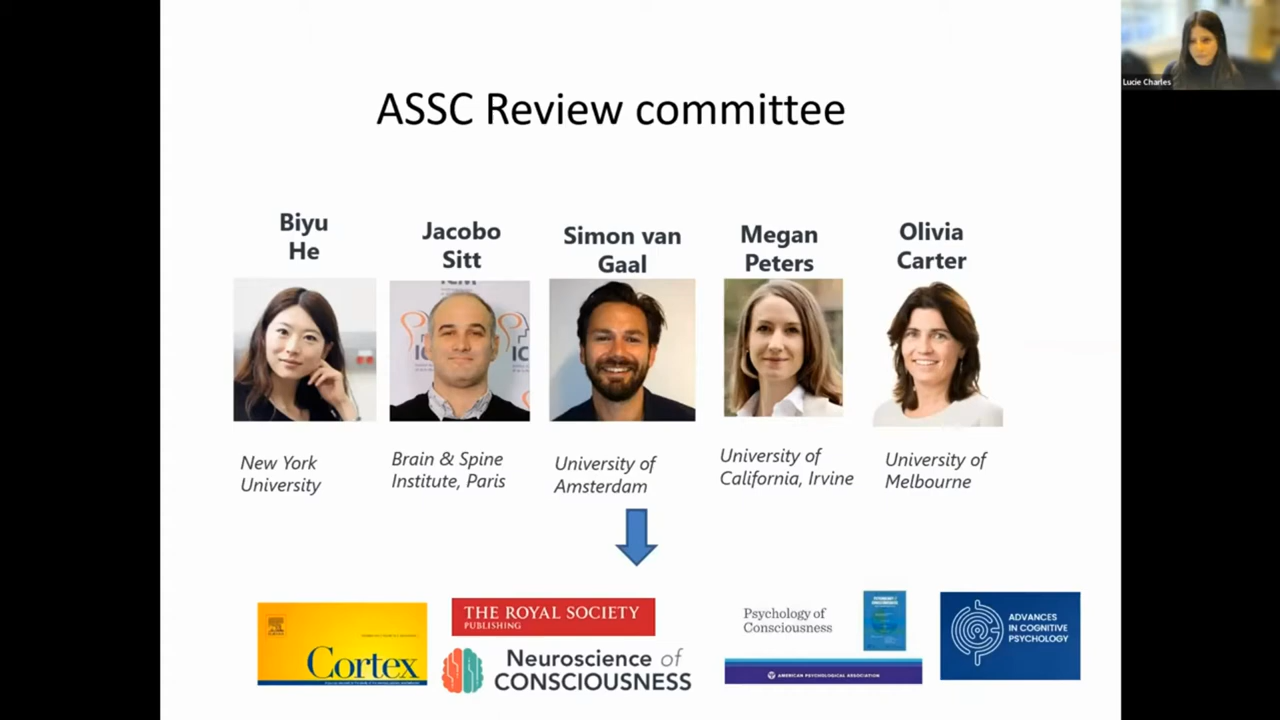 Lucie Charles
ASSC Review committee
Biyu
He
Jacobo
Sitt
Simon van
Gaal
Megan
Peters
Olivia
Carter
New York
University
Brain & Spine
Institute, Paris
University of
Amsterdam
University of
California, Irvine
University of
Melbourne
Cortex
THE ROYAL SOCIETY
PUBLISHING
Neuroscience of
CONSCIOUSNESS
Psychology of
Consciousness
AMERICAN PSYCHOLOGICAL ASSOCIATION
ADVANCES
IN COGNITIVE
PSYCHOLOGY